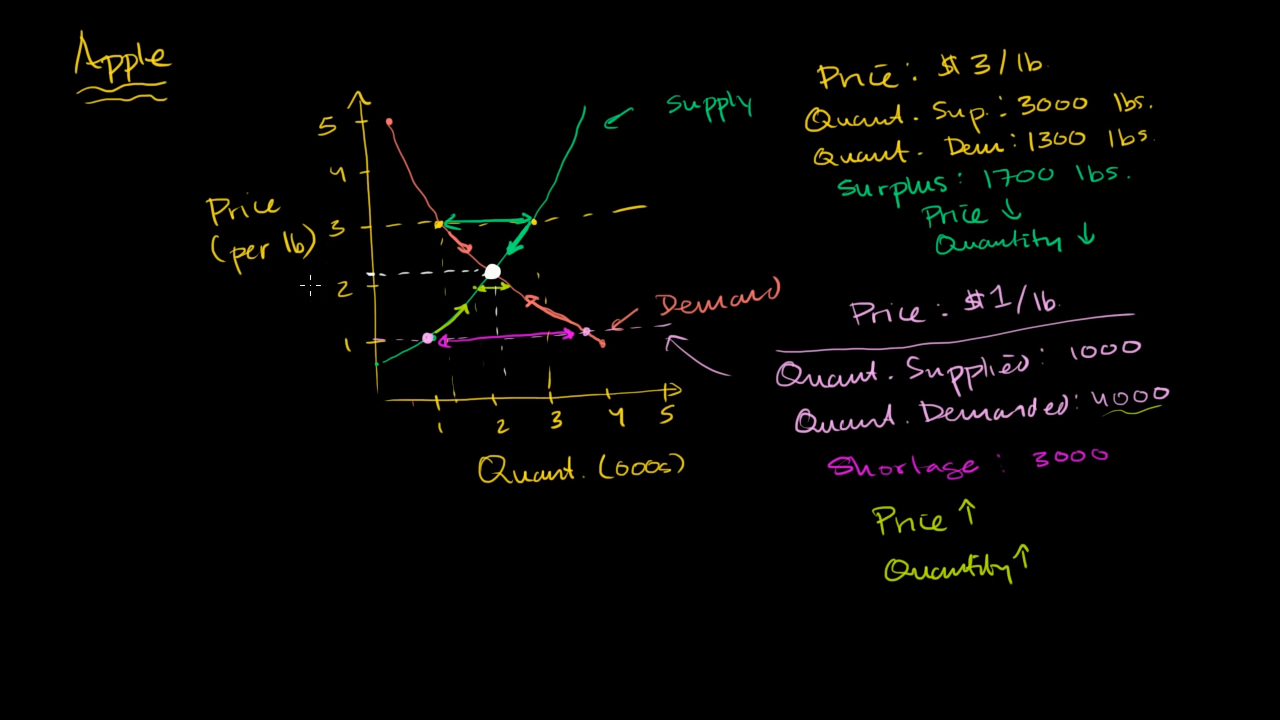 Apple
Supply
5
4
Price
(per lb)
3
2
1
Demand
1 2 3 4 5
Quant. (000s)
Price: $3/lb.
Quant. Sup.: 3000 lbs.
Quant. Dem: 1300 lbs.
Surplus: 1700 lbs.
Price ↓
Quantity ↓
Price: $1/lb.
Quant. Supplied: 1000
Quant. Demanded: 4000
Shortage: 3000
Price ↑
Quantity ↑